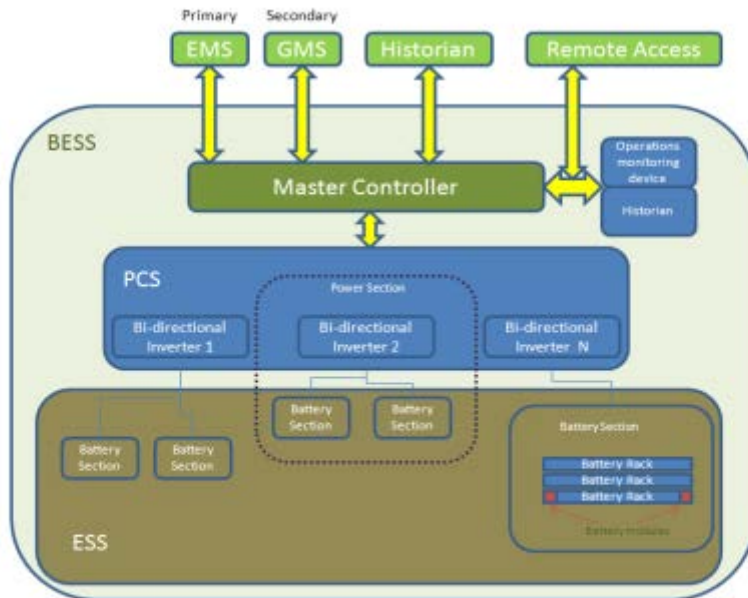 Primary
Secondary
EMS
GMS
Historian
Remote Access
BESS
Master Controller
Operations
monitoring
device
Historian
PCS
Power Section
Bi-directional
Inverter 1
Bi-directional
Inverter 2
Bi-directional
Inverter N
Battery
Section
Battery
Section
Battery
Section
Battery
Section
Battery Section
Battery Rack
Battery Rack
Battery Rack
Battery modules
ESS